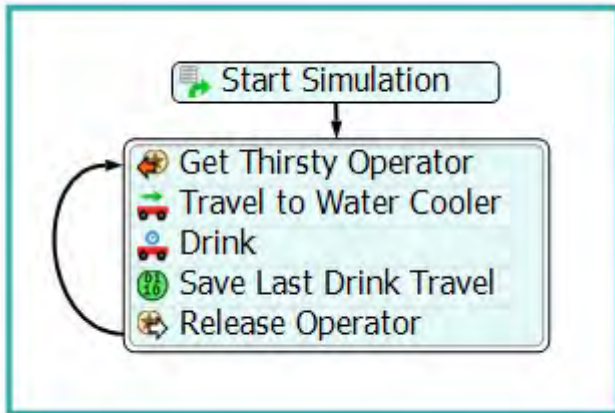 Start Simulation
Get Thirsty Operator
Travel to Water Cooler
Drink
Save Last Drink Travel
Release Operator